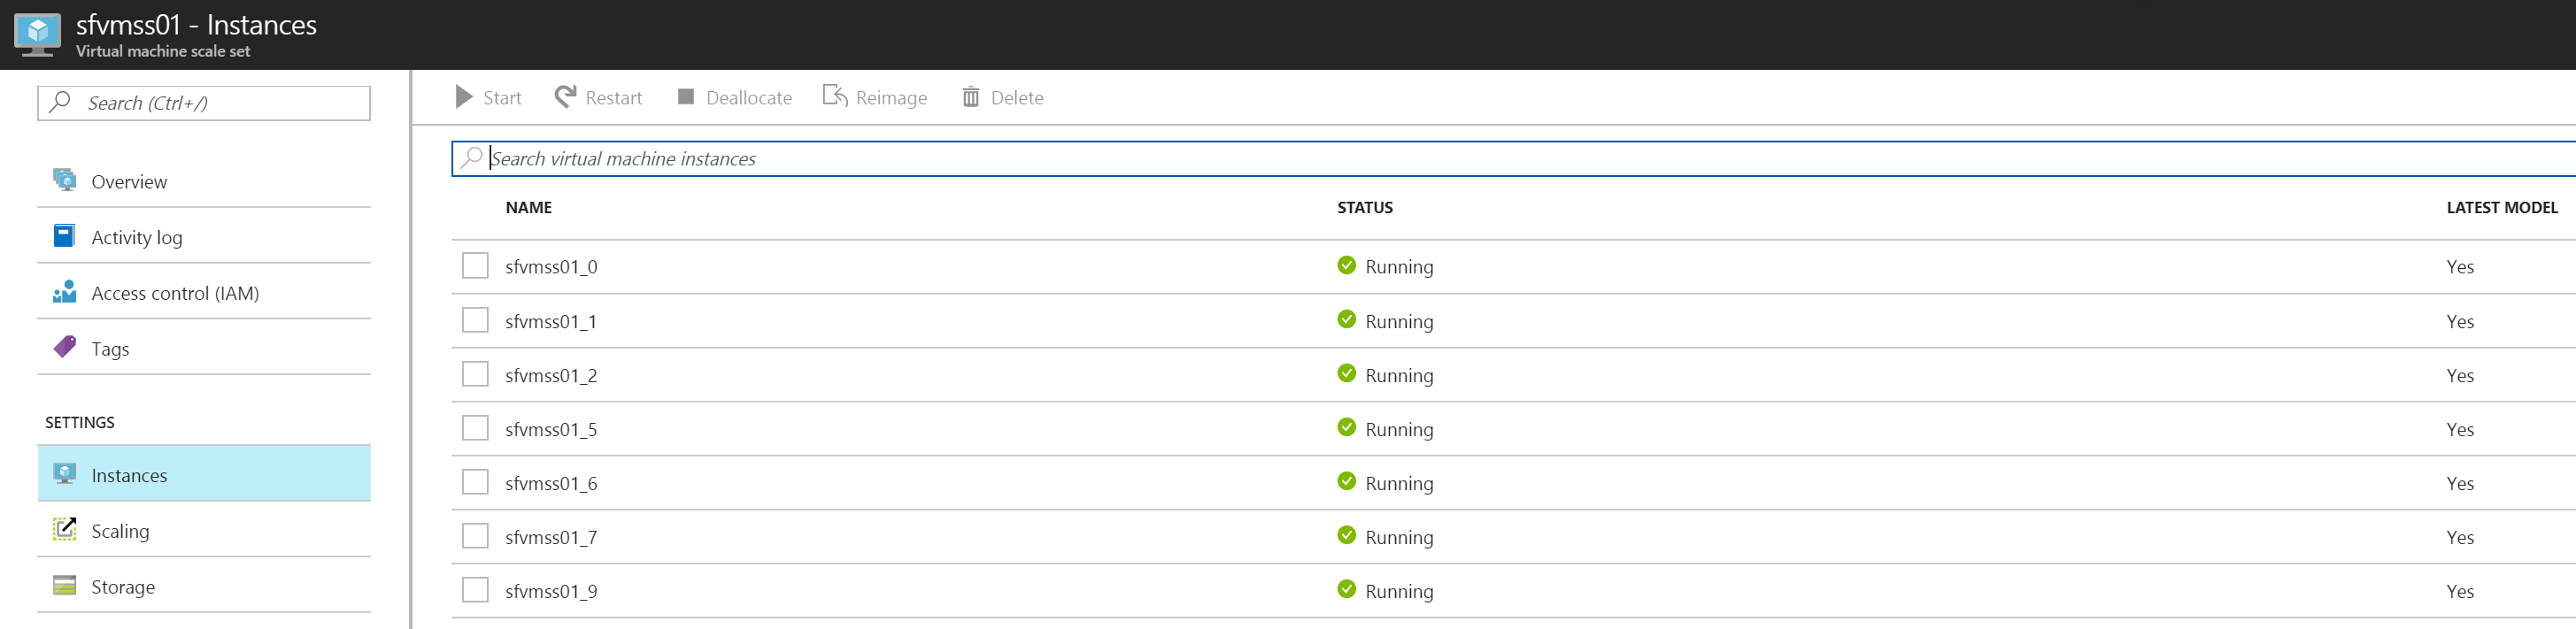 sfvmss01 - Instances
Virtual machine scale set
Search (Ctrl+/)
Overview
Activity log
Access control (IAM)
Tags
SETTINGS
Instances
Scaling
Storage
Start Restart Deallocate Reimage Delete
Search virtual machine instances
NAME STATUS LATEST MODEL
sfvmss01_0 Running Yes
sfvmss01_1 Running Yes
sfvmss01_2 Running Yes
sfvmss01_5 Running Yes
sfvmss01_6 Running Yes
sfvmss01_7 Running Yes
sfvmss01_9 Running Yes